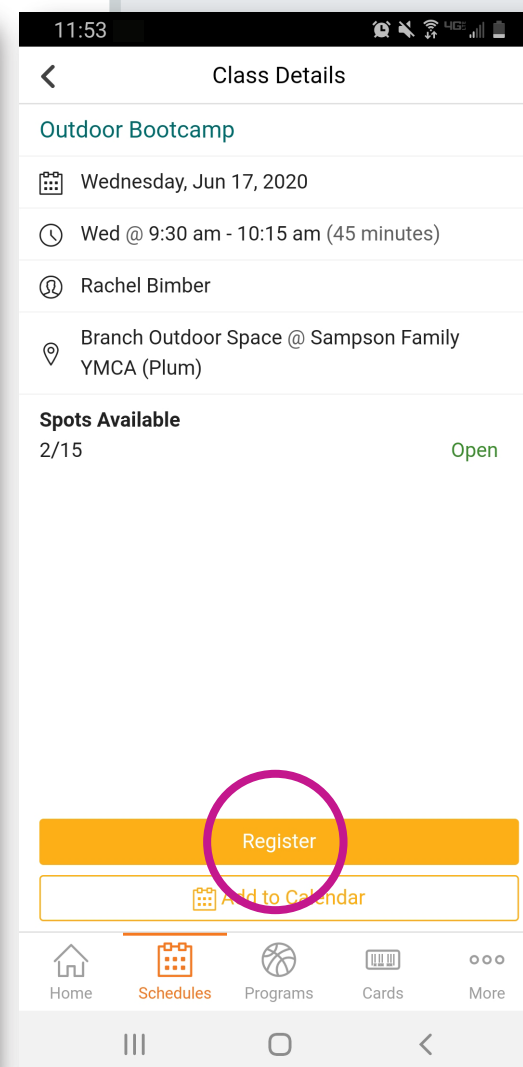 11:53
4GE
Class Details
Outdoor Bootcamp
Wednesday, Jun 17, 2020
Wed @ 9:30 am - 10:15 am (45 minutes)
Rachel Bimber
Branch Outdoor Space @ Sampson Family
YMCA (Plum)
Spots Available
2/15 Open
Register
Add to Calendar
Home Schedules Programs Cards More